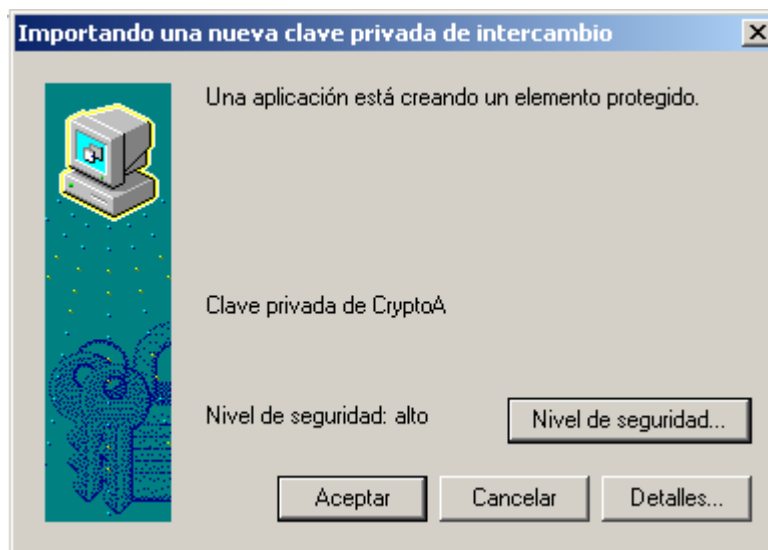 Importando una nueva clave privada de intercambio
Una aplicación está creando un elemento protegido.
Clave privada de CryptoA
Nivel de seguridad: alto
Nivel de seguridad...
Aceptar
Cancelar
Detalles...